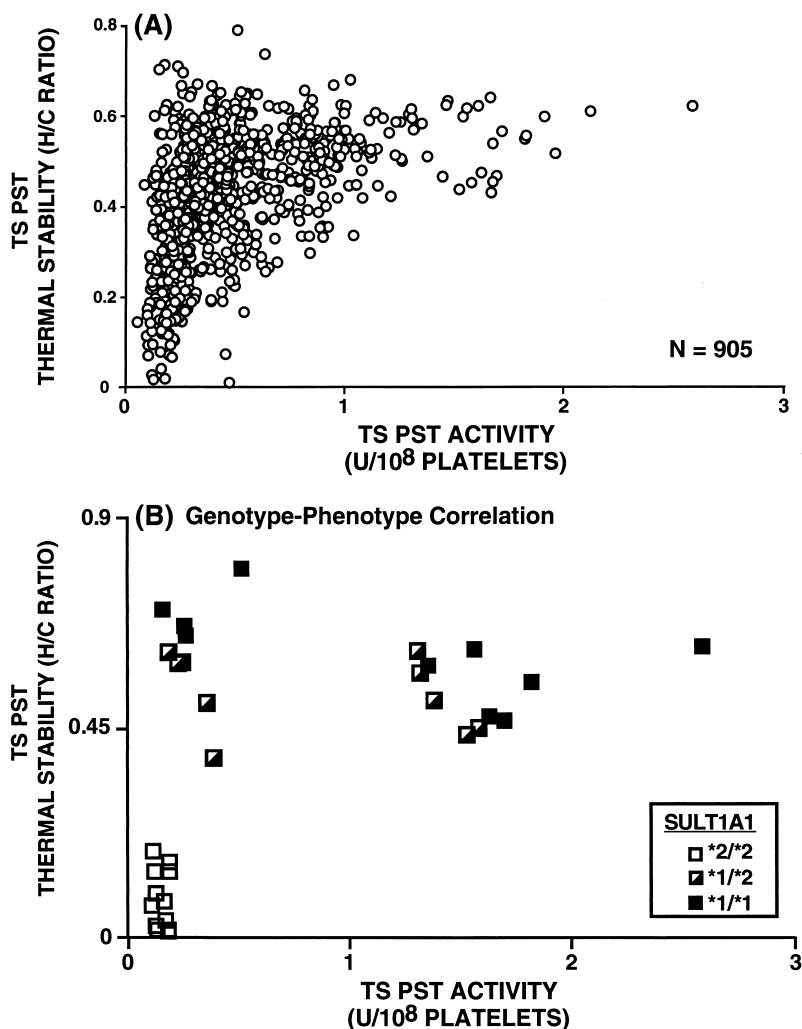 (A)
TS PST
THERMAL STABILITY (H/C RATIO)
0.8
0.6
0.4
0.2
0
N = 905
0 1 2 3
TS PST ACTIVITY
(U/10⁸ PLATELETS)
(B) Genotype-Phenotype Correlation
TS PST
THERMAL STABILITY (H/C RATIO)
0.9
0.45
0
SULT1A1
*2/*2
*1/*2
*1/*1
0 1 2 3
TS PST ACTIVITY
(U/10⁸ PLATELETS)